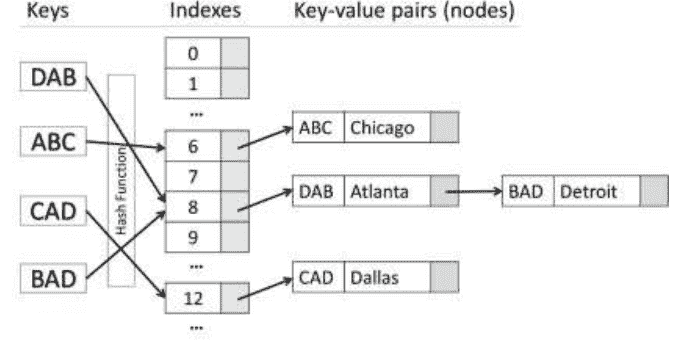 Keys Indexes Key-value pairs (nodes)
0
DAB
1
...
ABC Chicago
ABC
6
Hash Function
7
DAB Atlanta BAD Detroit
CAD
8
9
BAD
...
CAD Dallas
12
...